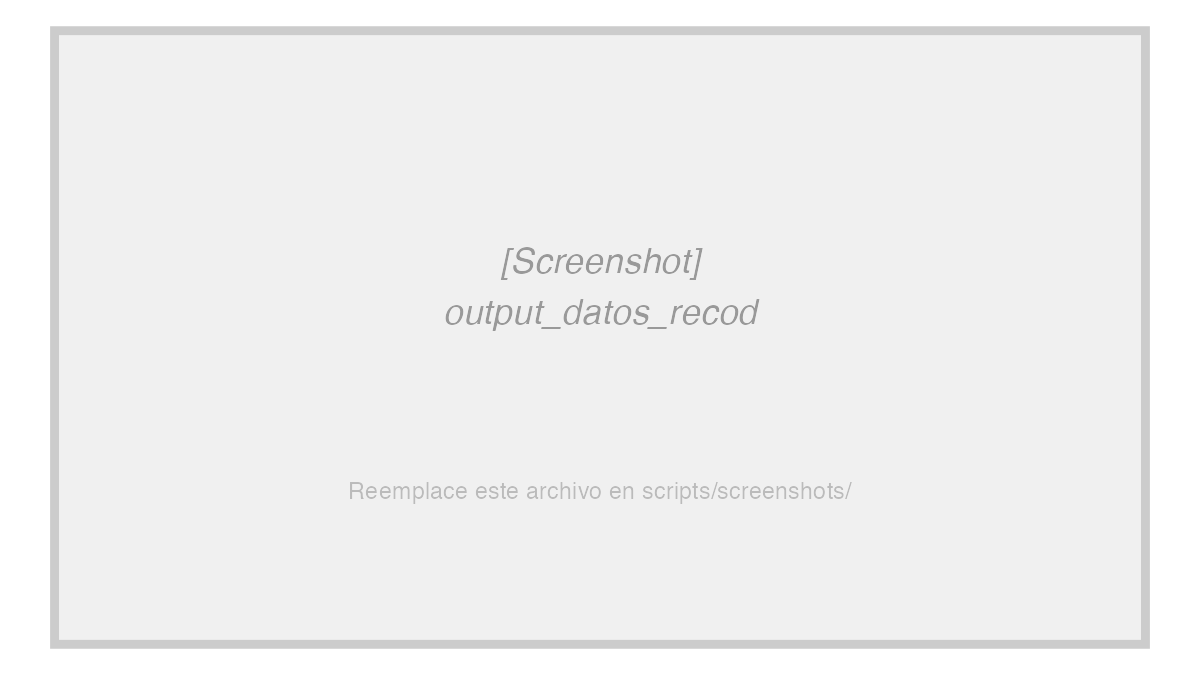 [Screenshot]
output_datos_recod
Reemplace este archivo en scripts/screenshots/